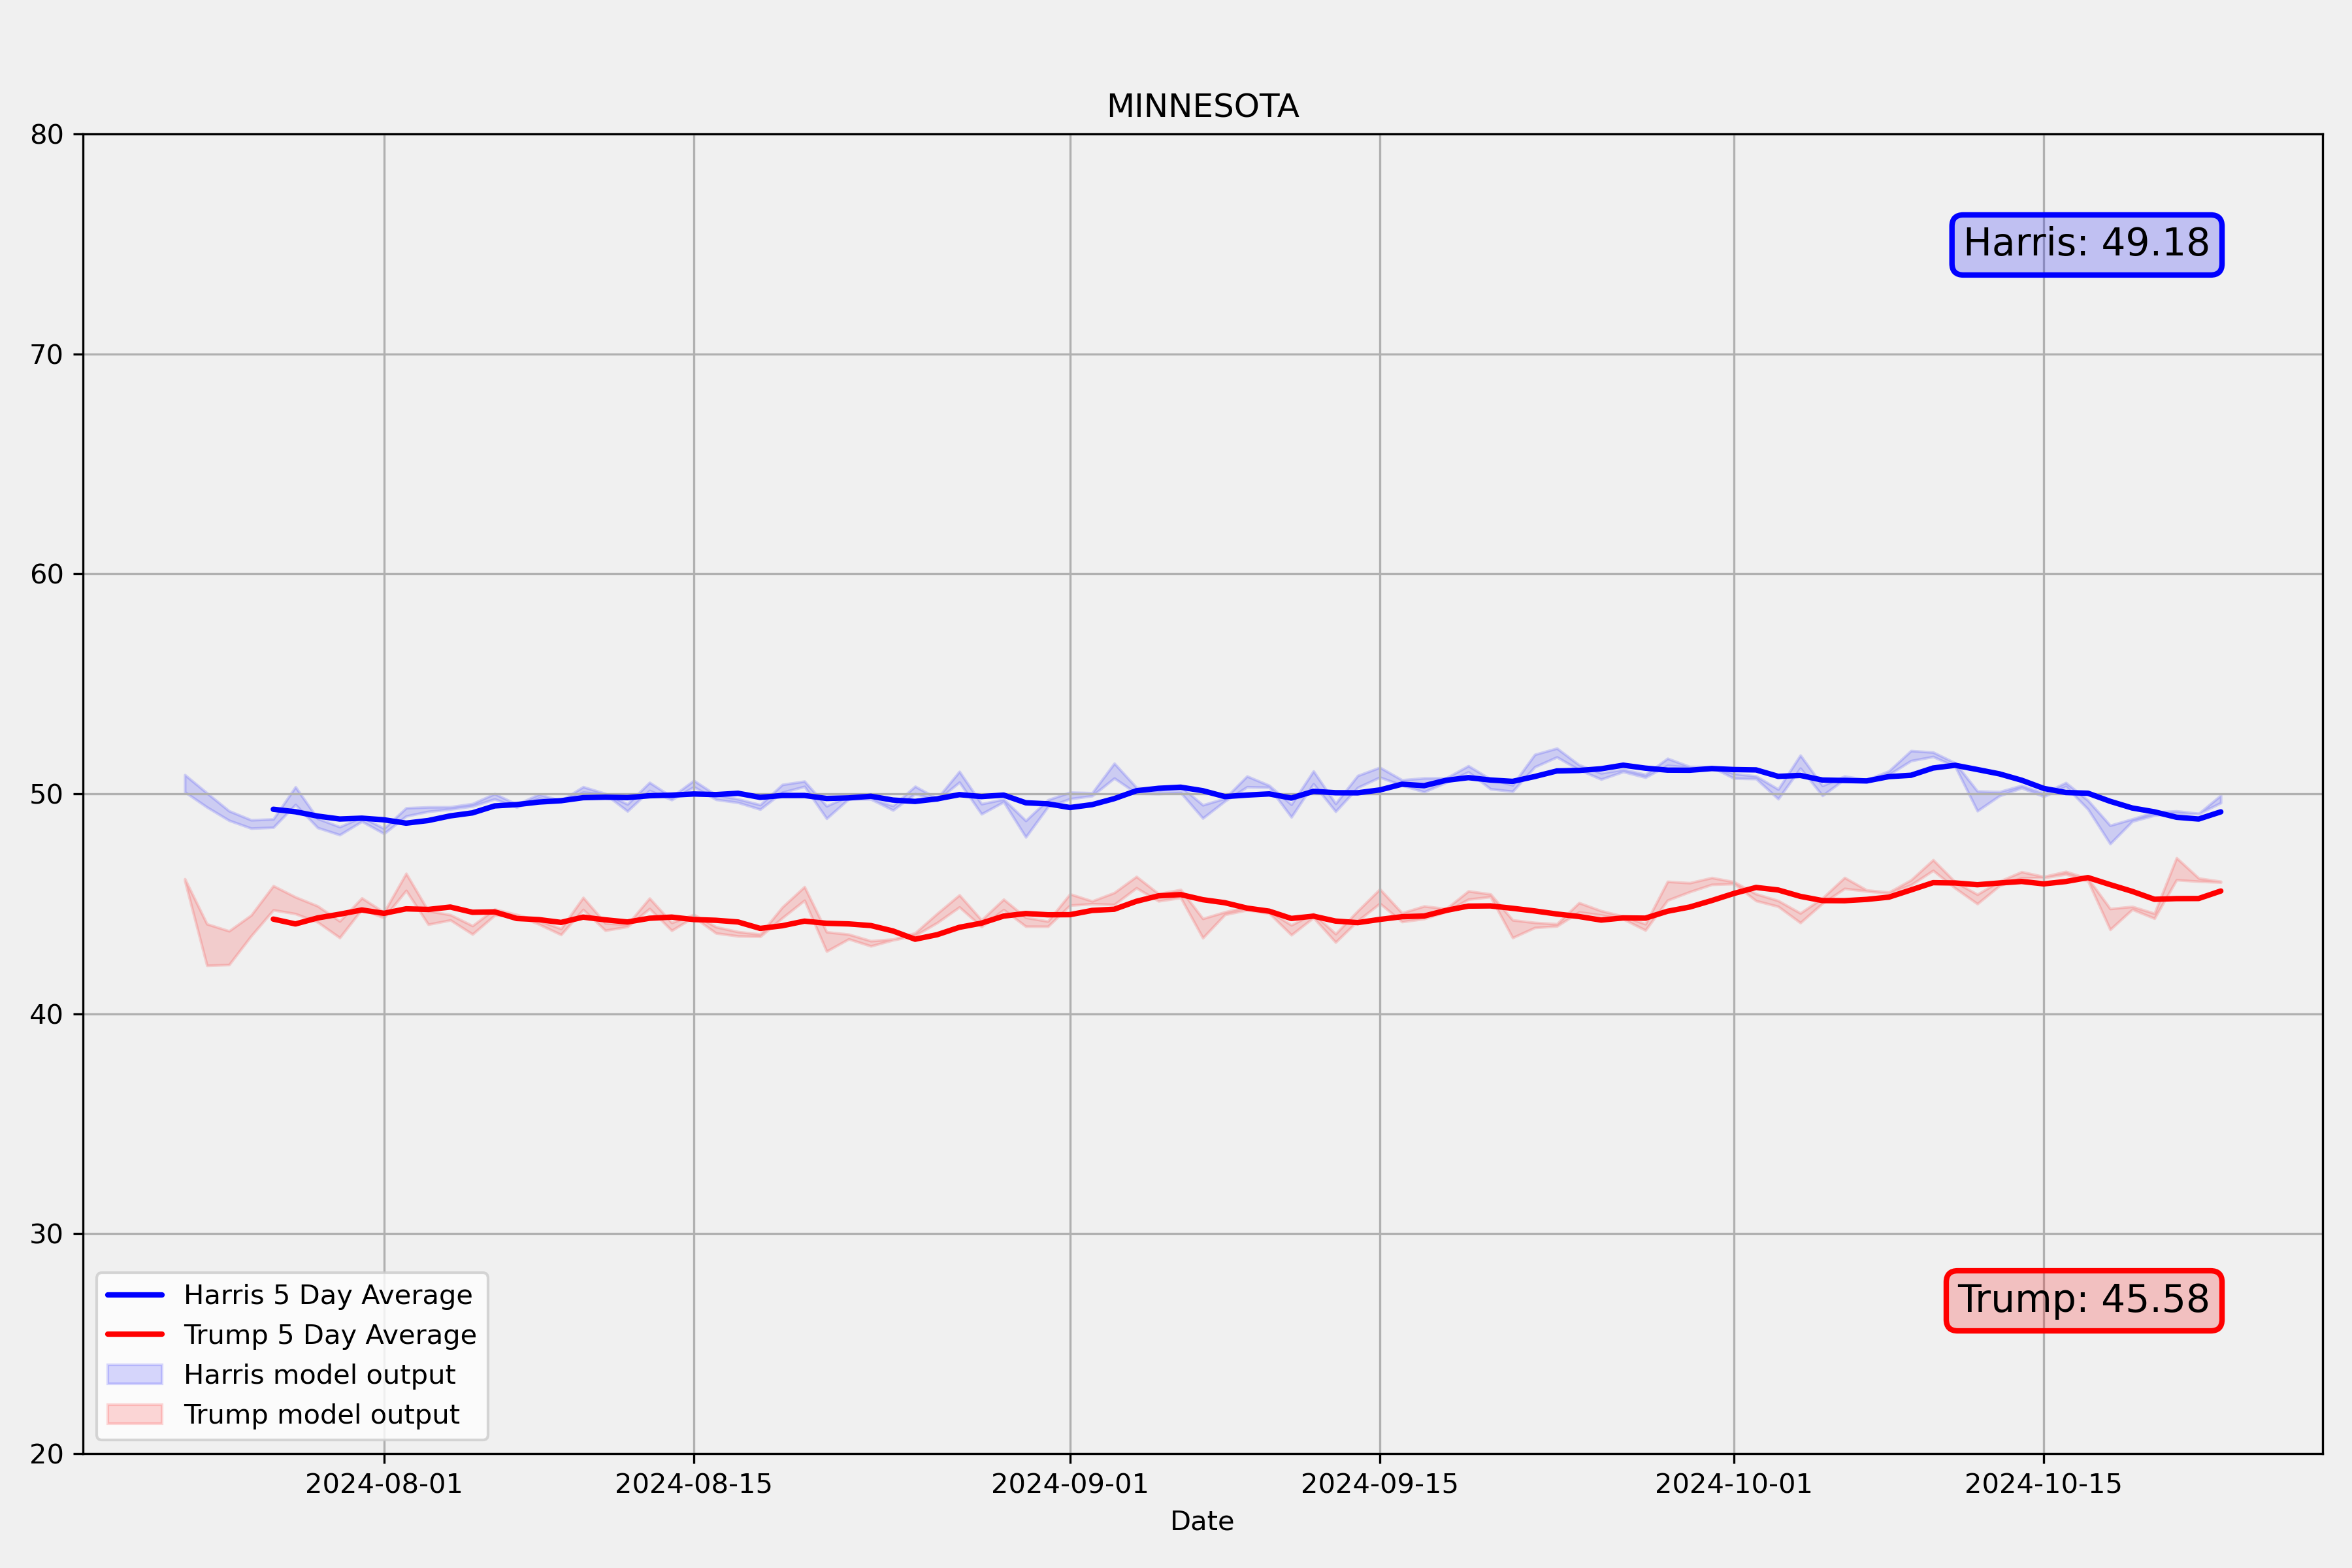 MINNESOTA
80
70
60
50
40
30
20
Harris: 49.18
Trump: 45.58
Harris 5 Day Average
Trump 5 Day Average
Harris model output
Trump model output
2024-08-01 2024-08-15 2024-09-01 2024-09-15 2024-10-01 2024-10-15
Date